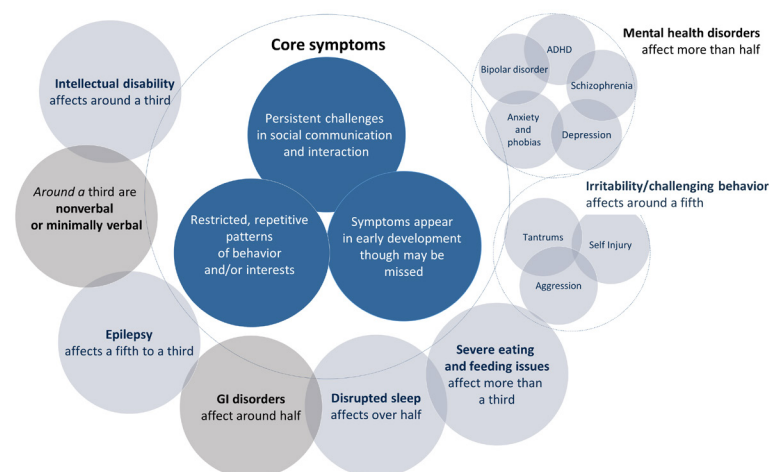 Core symptoms
Persistent challenges
in social communication
and interaction
Restricted, repetitive
patterns
of behavior
and/or interests
Symptoms appear
in early development
though may be
missed
Intellectual disability
affects around a third
Around a third are
nonverbal
or minimally verbal
Epilepsy
affects a fifth to a third
GI disorders
affect around half
Disrupted sleep
affects over half
Severe eating
and feeding issues
affect more than
a third
Mental health disorders
affect more than half
ADHD
Bipolar disorder
Schizophrenia
Anxiety
and
phobias
Depression
Irritability/challenging behavior
affects around a fifth
Tantrums
Self Injury
Aggression